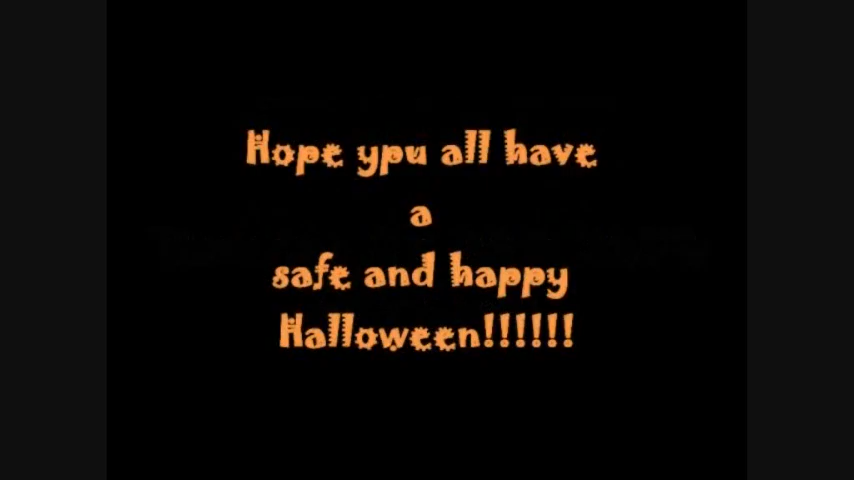 Hope ypu all have
a
safe and happy
Halloween!!!!!!